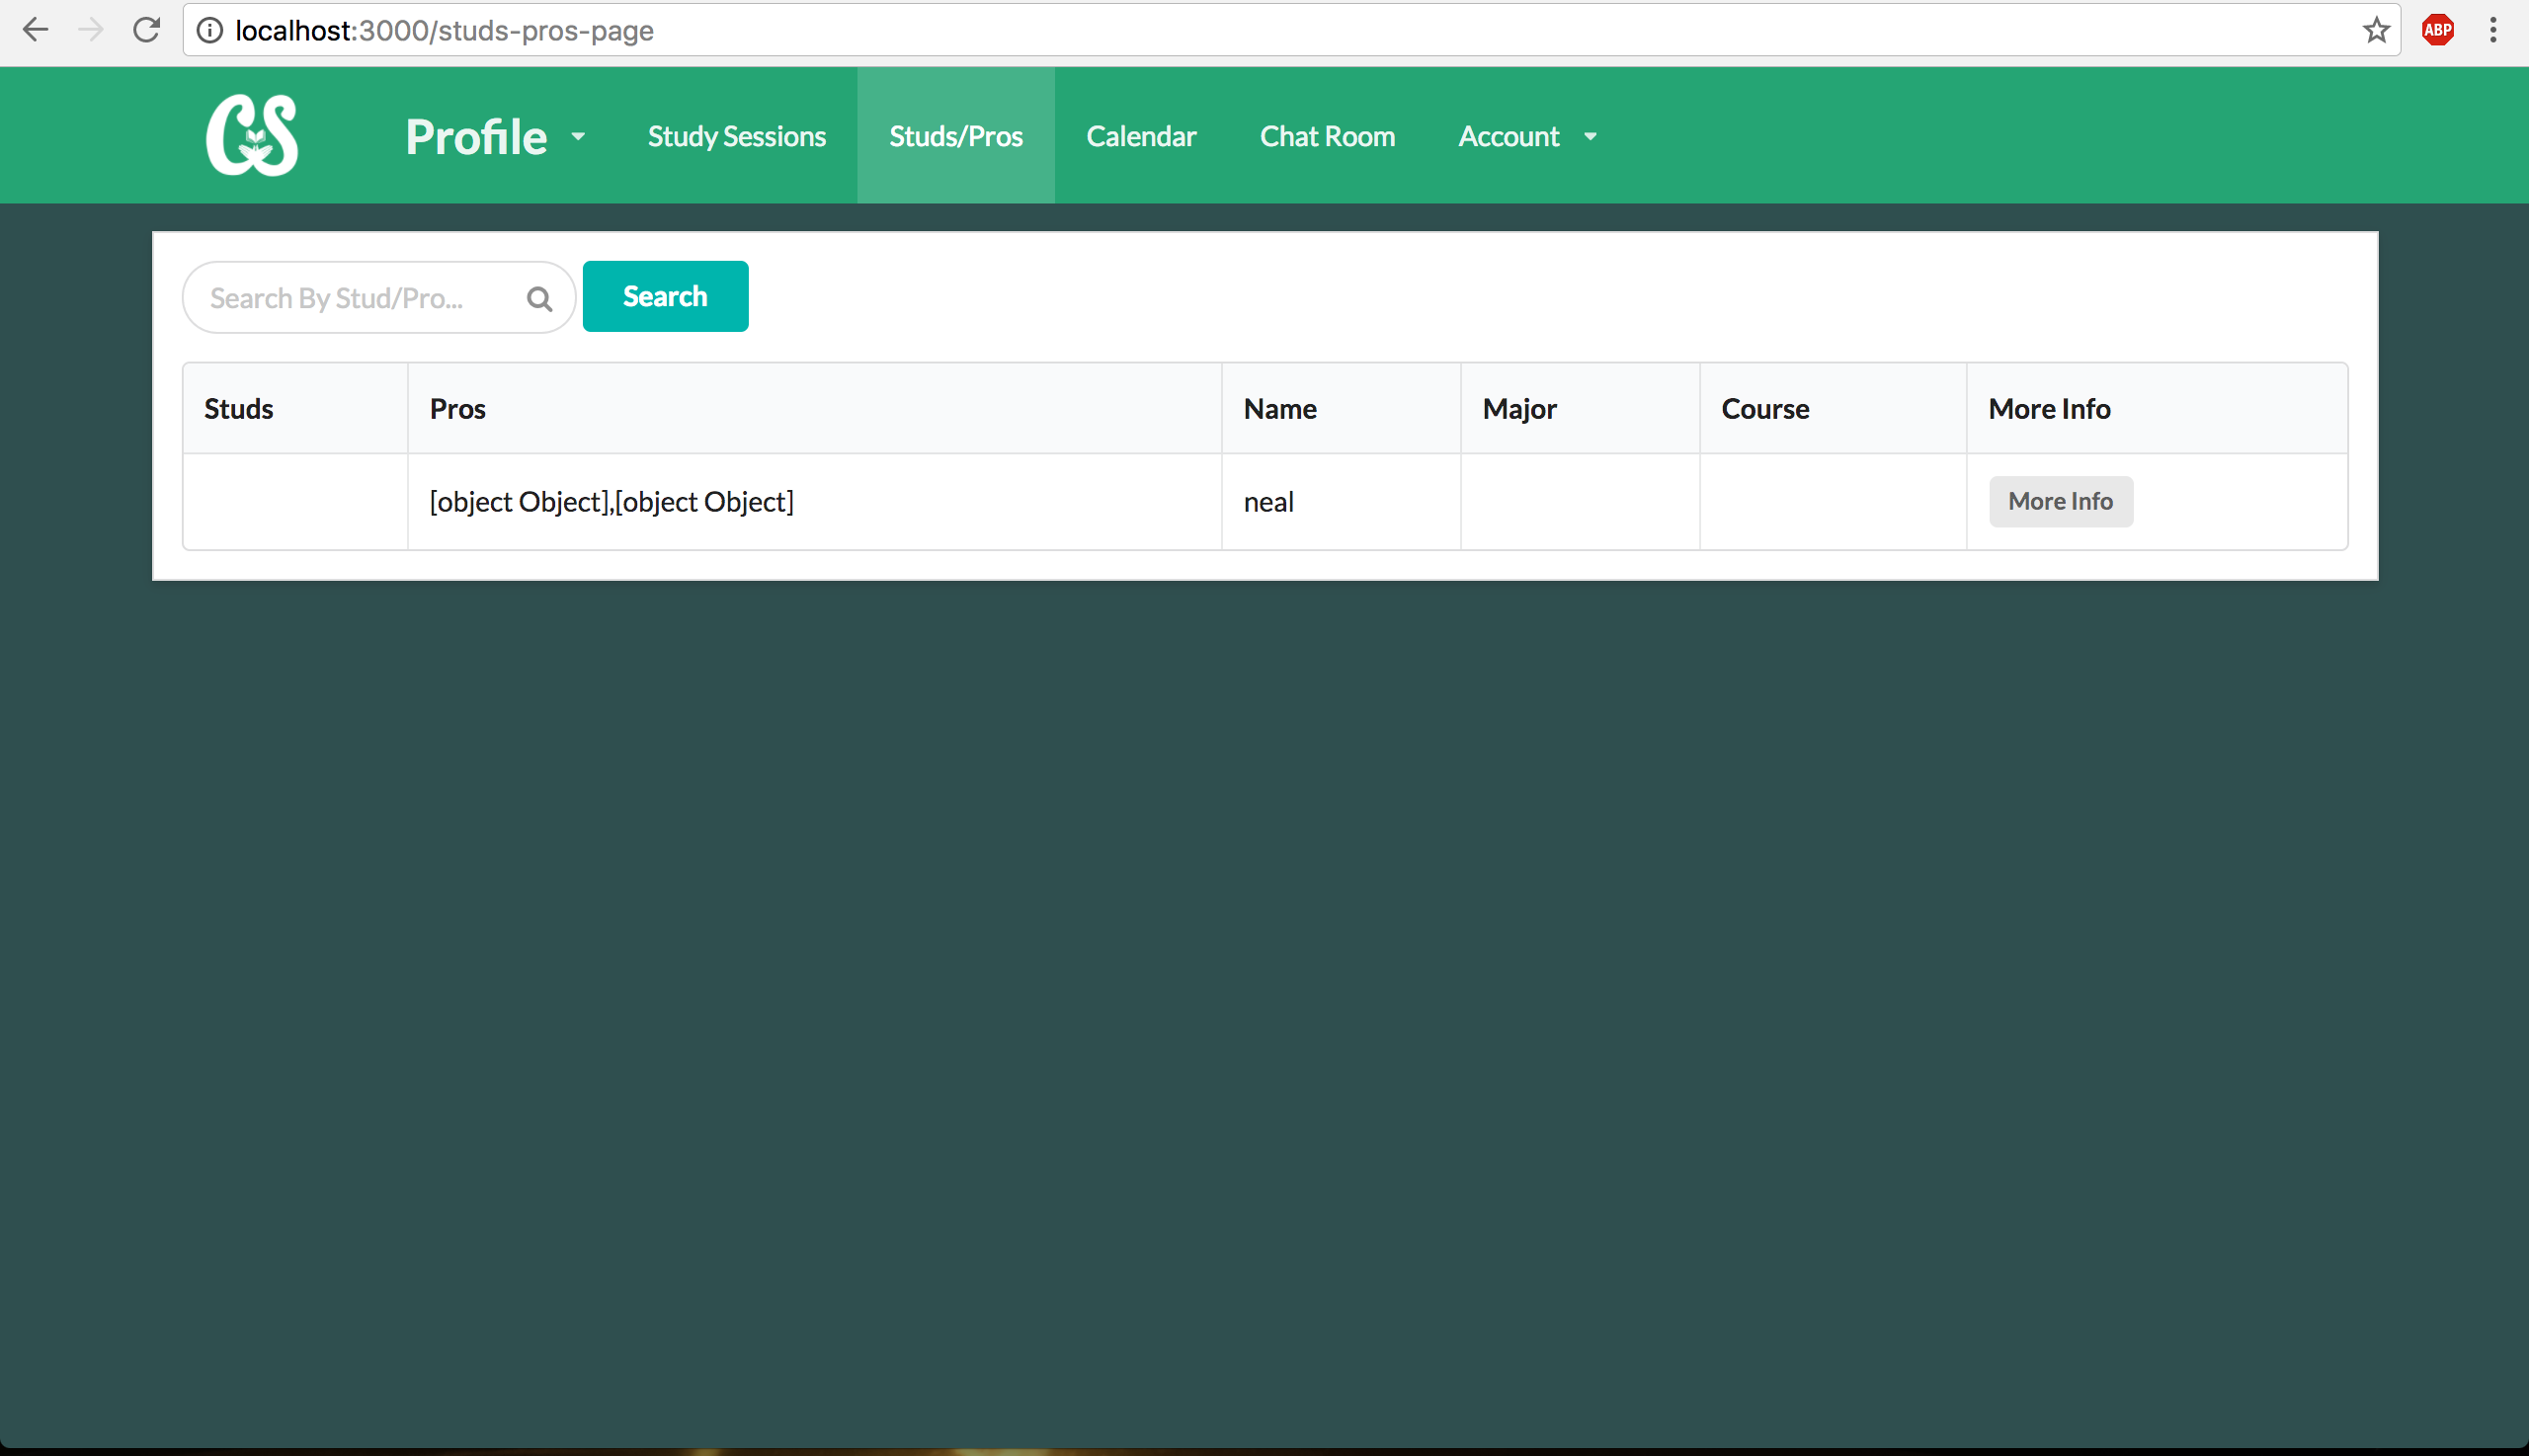 localhost:3000/studs-pros-page
ABP
CS
Profile Study Sessions Studs/Pros Calendar Chat Room Account
Search By Stud/Pro... Search
Studs Pros Name Major Course More Info
[object Object],[object Object] neal More Info